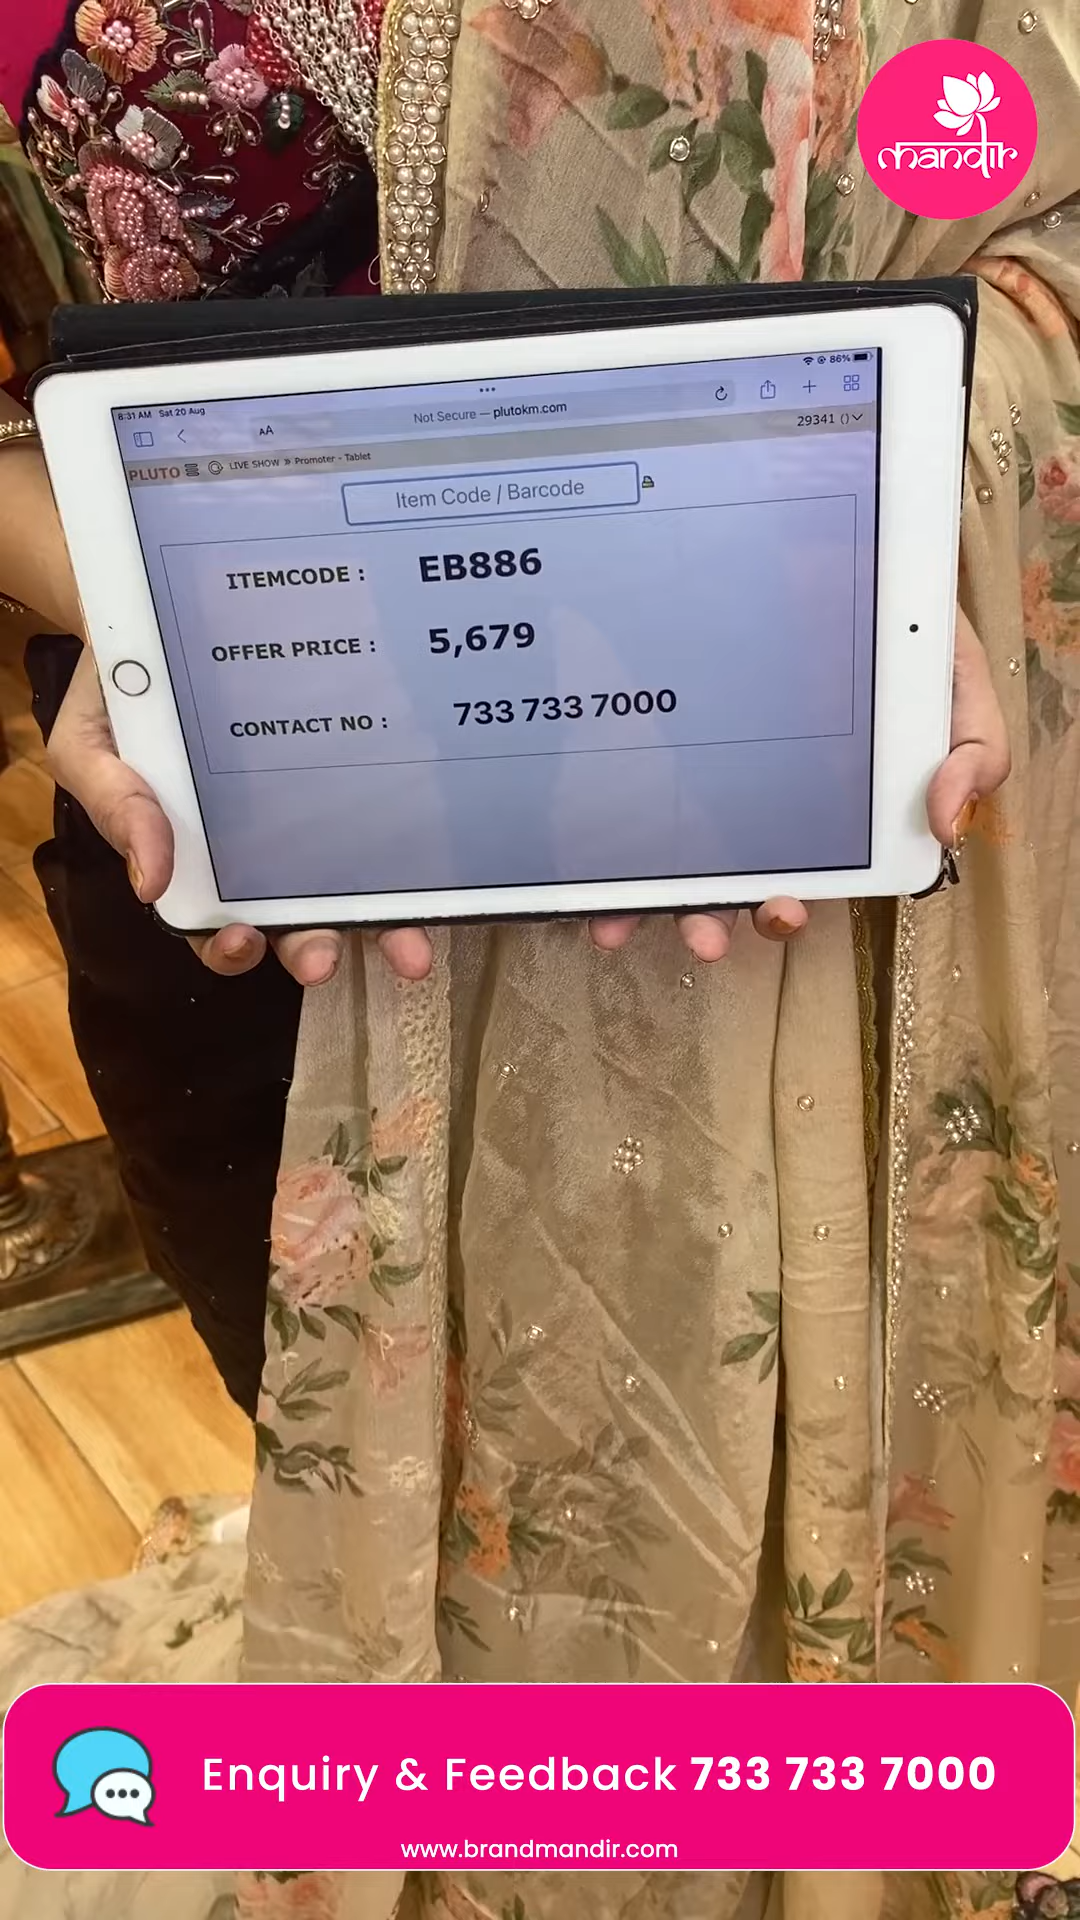 mandir
8:31 AM Sat 20 Aug
86%
AA
Not Secure — plutokm.com
29341 ()
PLUTO
LIVE SHOW » Promoter - Tablet
Item Code / Barcode
ITEMCODE : EB886
OFFER PRICE : 5,679
CONTACT NO : 733 733 7000
Enquiry & Feedback 733 733 7000
www.brandmandir.com